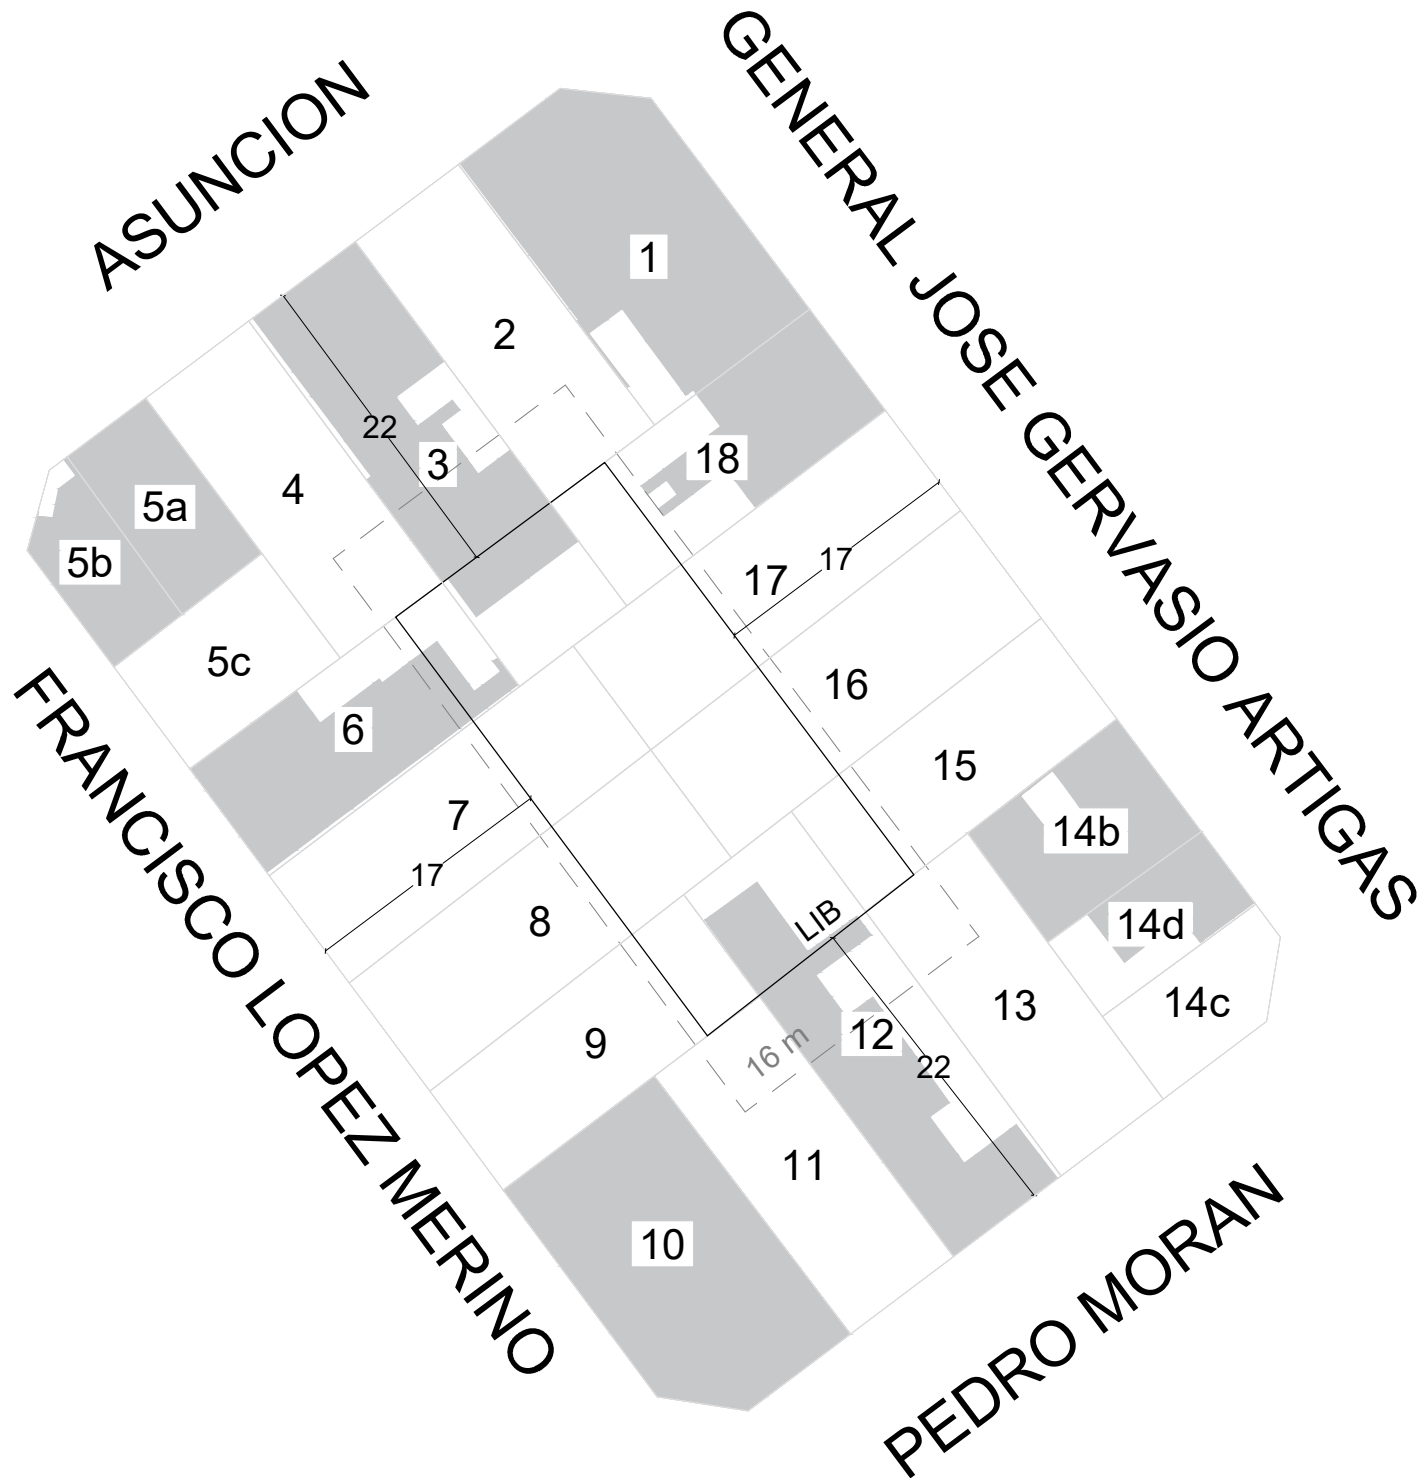 GENERAL JOSE GERVASIO ARTIGAS
ASUNCION
1
2
22
3
18
4
5a
5b
17
17
5c
16
6
15
7
14b
17
8
LIB
14d
14c
13
12
9
16 m
22
11
10
FRANCISCO LOPEZ MERINO
PEDRO MORAN